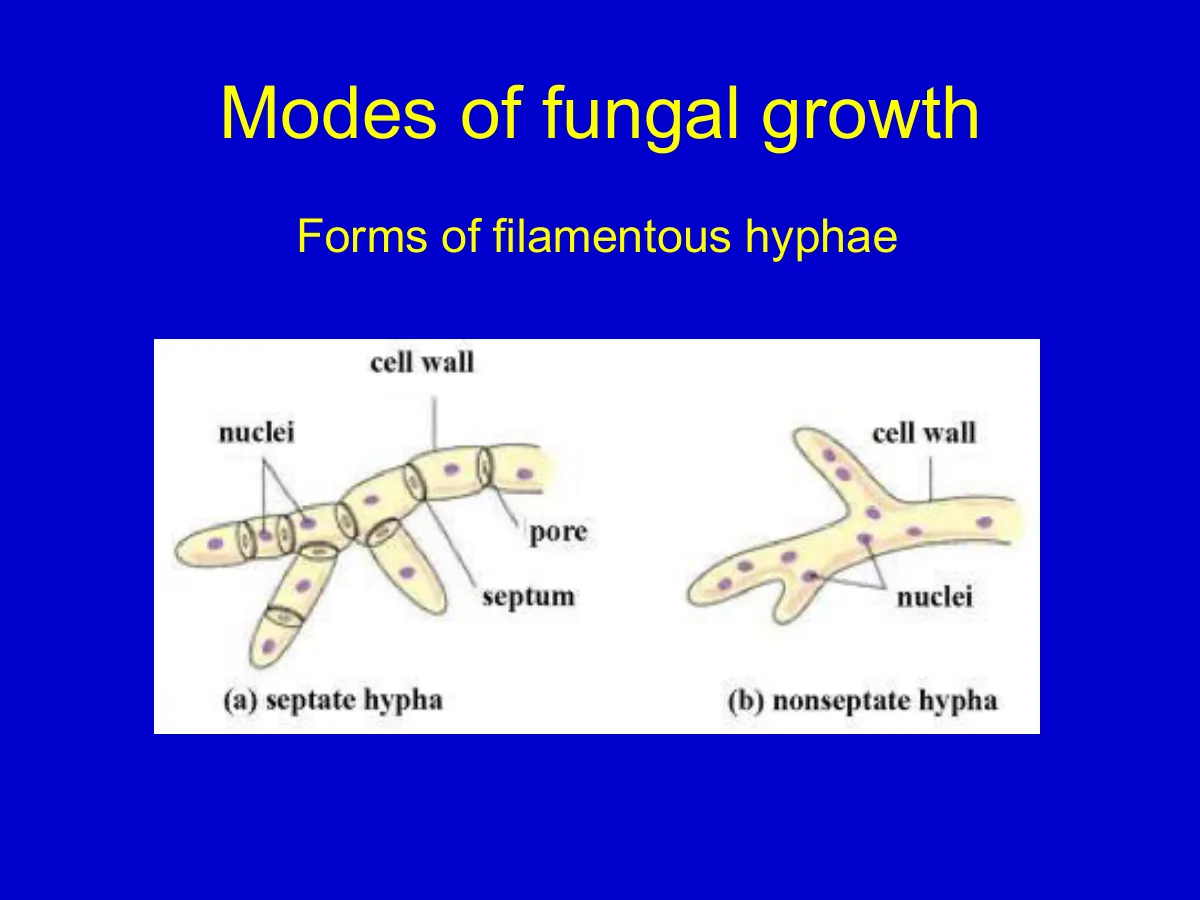 Modes of fungal growth
Forms of filamentous hyphae
cell wall
nuclei
pore
septum
(a) septate hypha
cell wall
nuclei
(b) nonseptate hypha